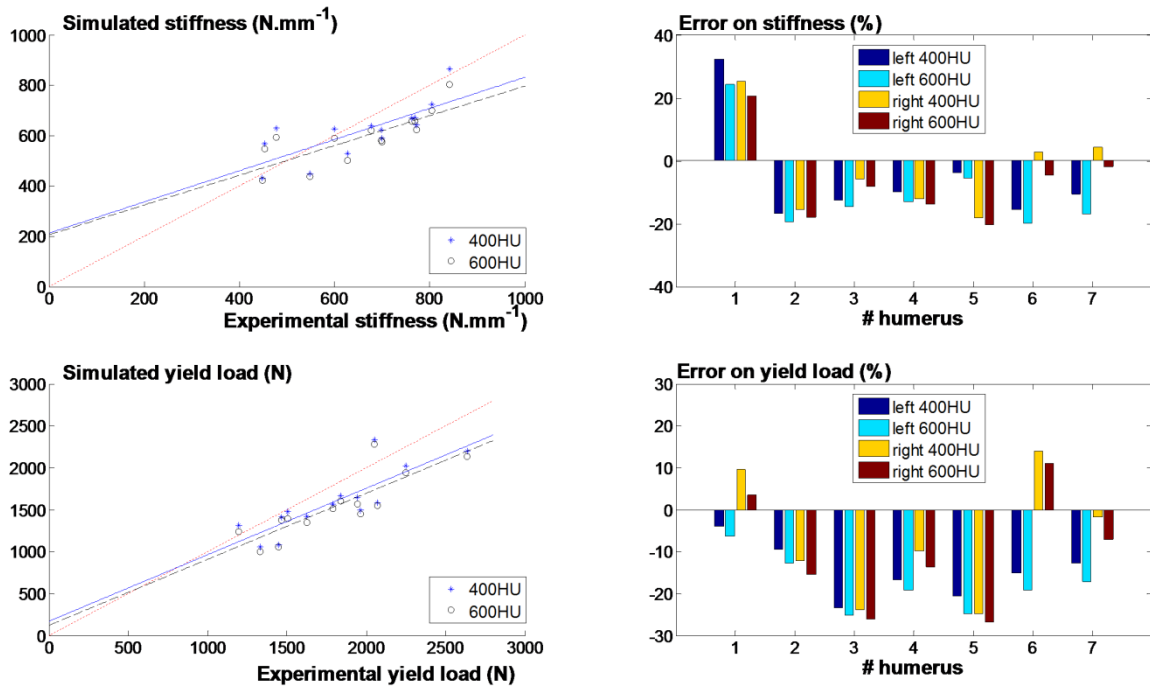 Simulated stiffness (N.mm⁻¹)
1000
800
600
400
200
0
400HU
600HU
0 200 400 600 800 1000
Experimental stiffness (N.mm⁻¹)
Error on stiffness (%)
40
20
0
-20
-40
left 400HU
left 600HU
right 400HU
right 600HU
1 2 3 4 5 6 7
# humerus
Simulated yield load (N)
3000
2500
2000
1500
1000
500
0
400HU
600HU
0 500 1000 1500 2000 2500 3000
Experimental yield load (N)
Error on yield load (%)
30
20
10
0
-10
-20
-30
left 400HU
left 600HU
right 400HU
right 600HU
1 2 3 4 5 6 7
# humerus